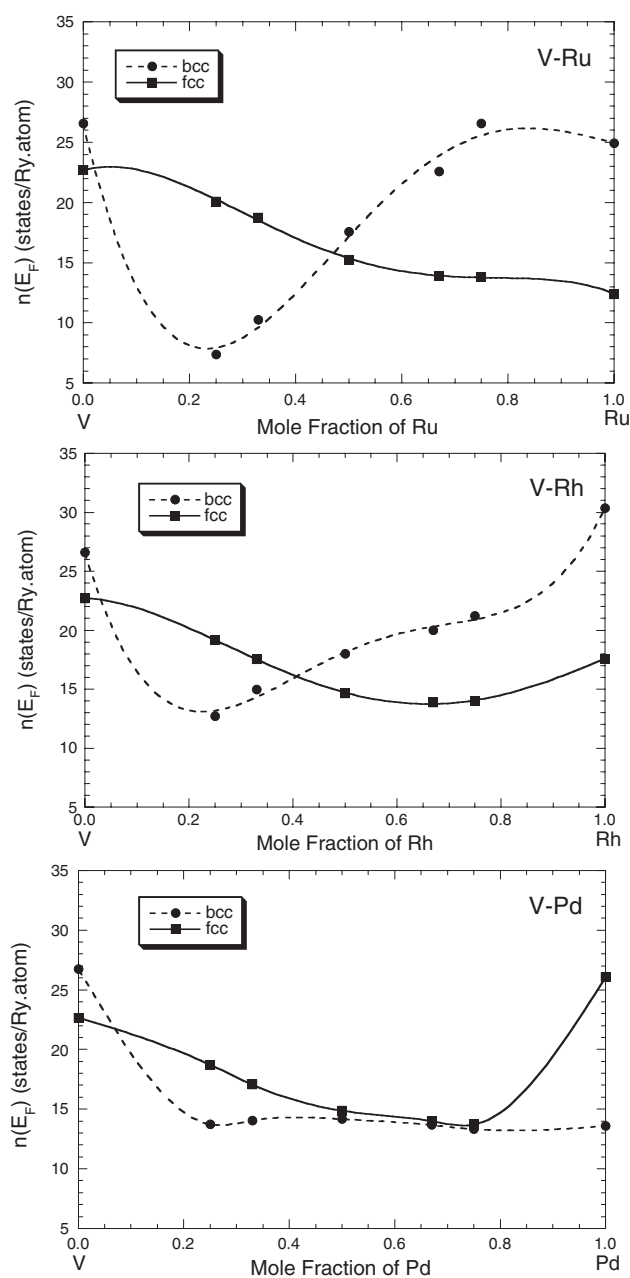 35
30
25
20
15
10
5
n(E_F) (states/Ry.atom)
bcc
fcc
V-Ru
0.0 0.2 0.4 0.6 0.8 1.0
V Mole Fraction of Ru Ru
35
30
25
20
15
10
5
n(E_F) (states/Ry.atom)
bcc
fcc
V-Rh
0.0 0.2 0.4 0.6 0.8 1.0
V Mole Fraction of Rh Rh
35
30
25
20
15
10
5
n(E_F) (states/Ry.atom)
bcc
fcc
V-Pd
0.0 0.2 0.4 0.6 0.8 1.0
V Mole Fraction of Pd Pd